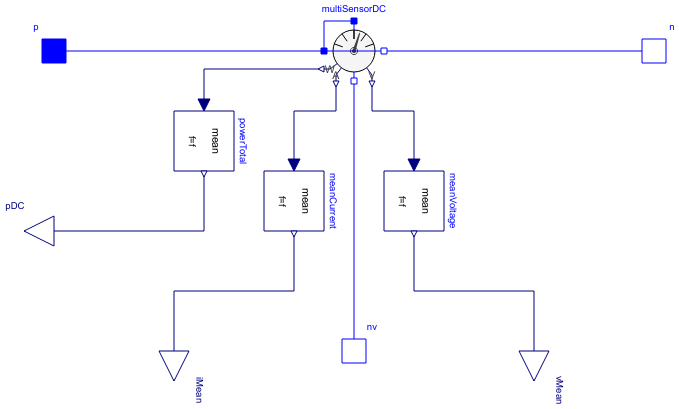 multiSensorDC
p
n
W
A
V
mean
f=f
powerTotal
mean
f=f
meanCurrent
mean
f=f
meanVoltage
pDC
nv
iMean
vMean